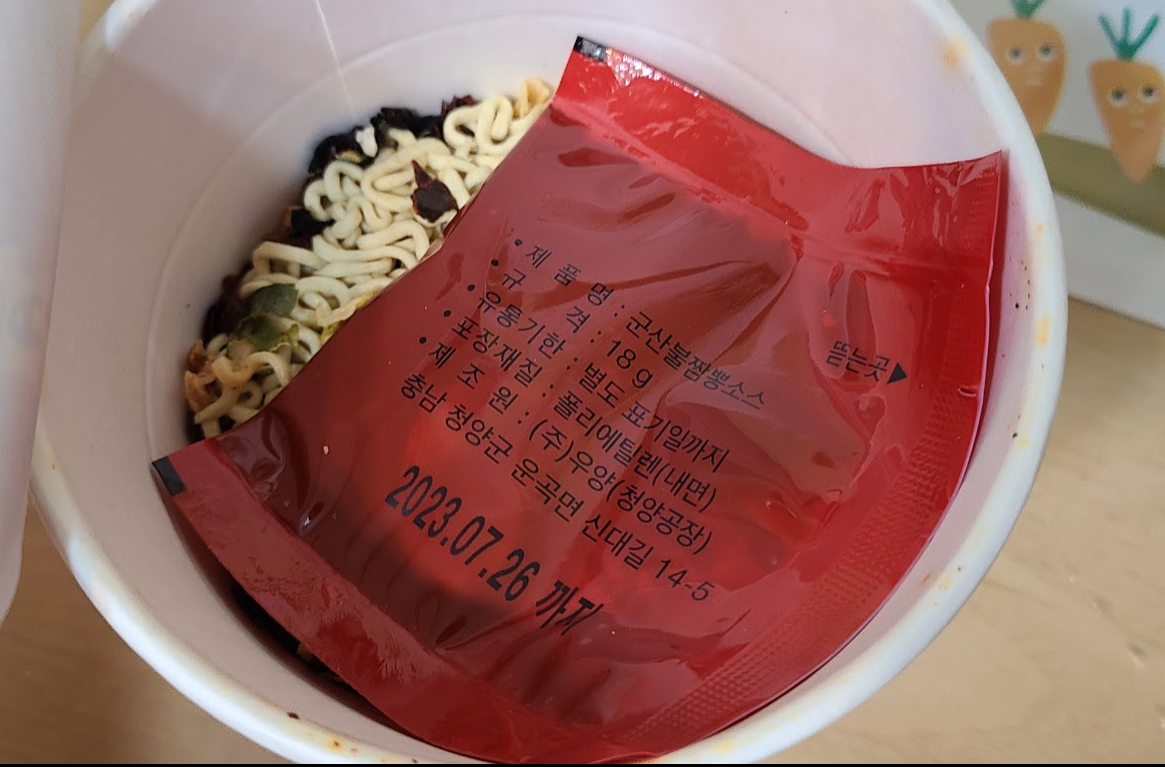 • 제 품 명 : 군산불짬뽕소스
• 규 격 : 18g
• 유통기한 : 별도 표기일까지
• 포장재질 : 폴리에틸렌(내면)
• 제 조 원 : (주)우양(청양공장)
충남 청양군 운곡면 신대길 14-5
2023.07.26 까지
뜯는곳▶